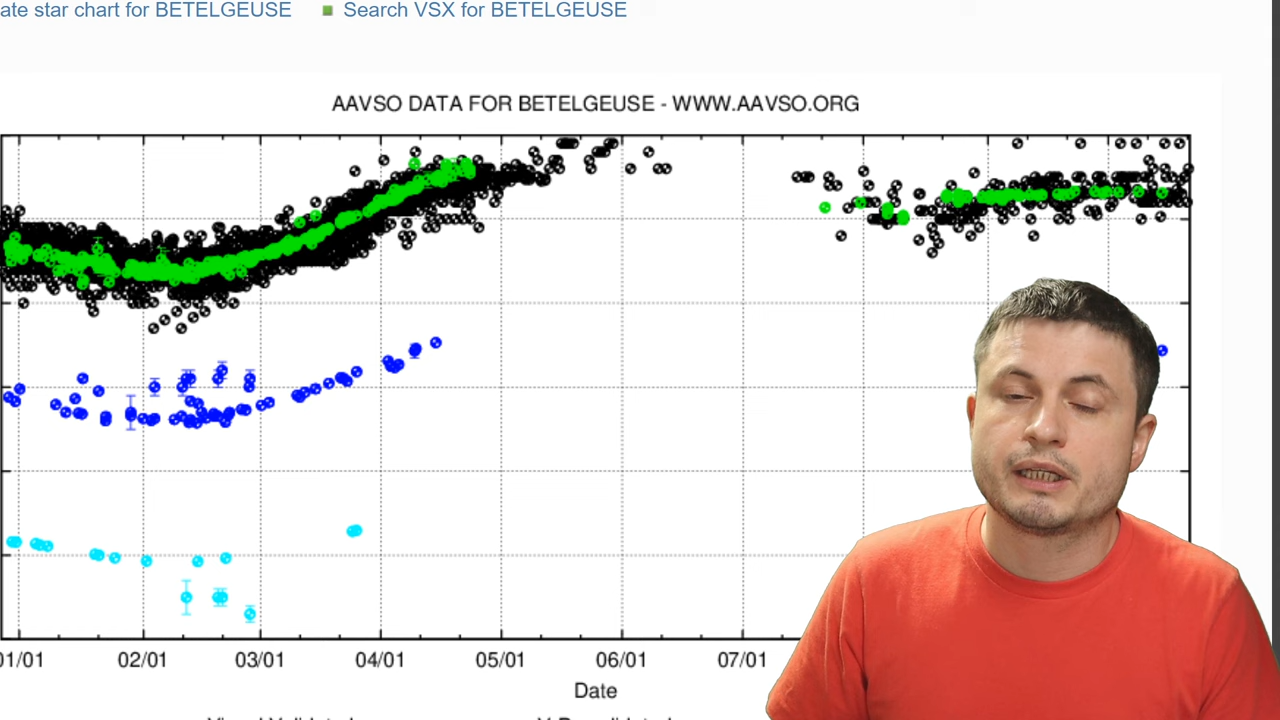 ate star chart for BETELGEUSE Search VSX for BETELGEUSE
AAVSO DATA FOR BETELGEUSE - WWW.AAVSO.ORG
01/01 02/01 03/01 04/01 05/01 06/01 07/01
Date